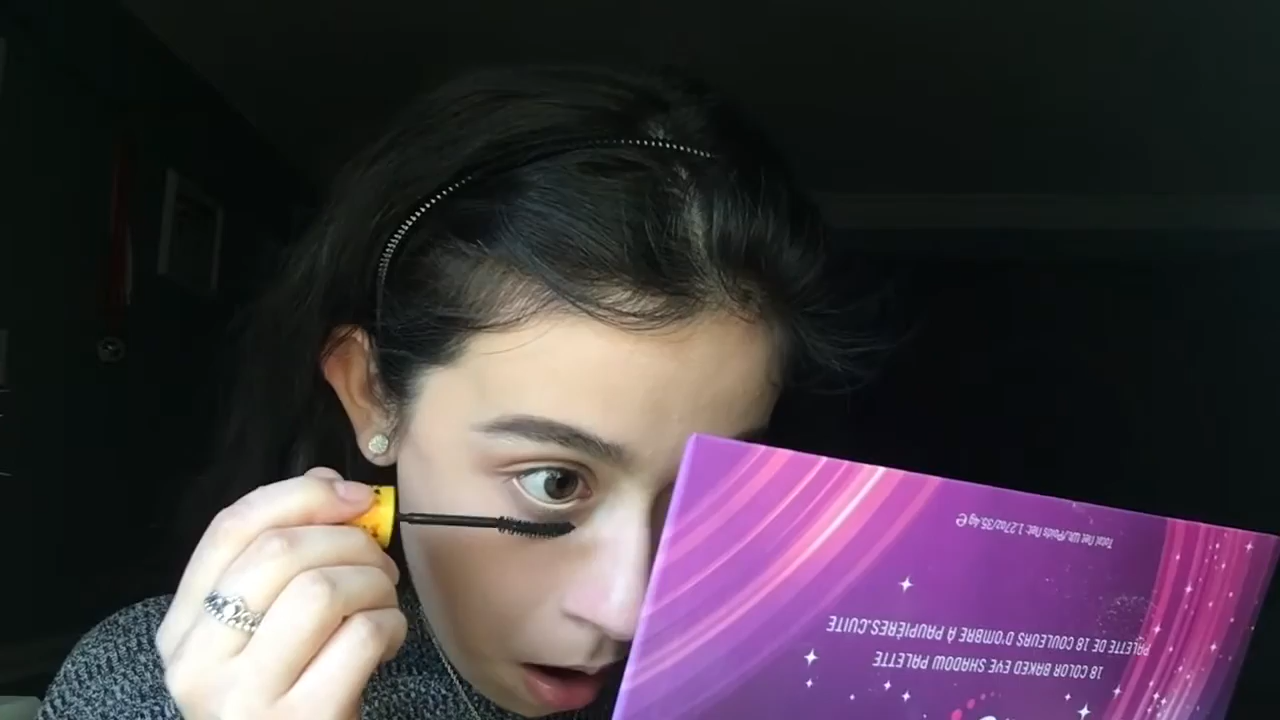 18 COLOR BAKED EYE SHADOW PALETTE
PALETTE DE 18 COULEURS D'OMBRE À PAUPIÈRES.CUITE
Total Net Wt./Poids Net: 1.27oz/35.4g e